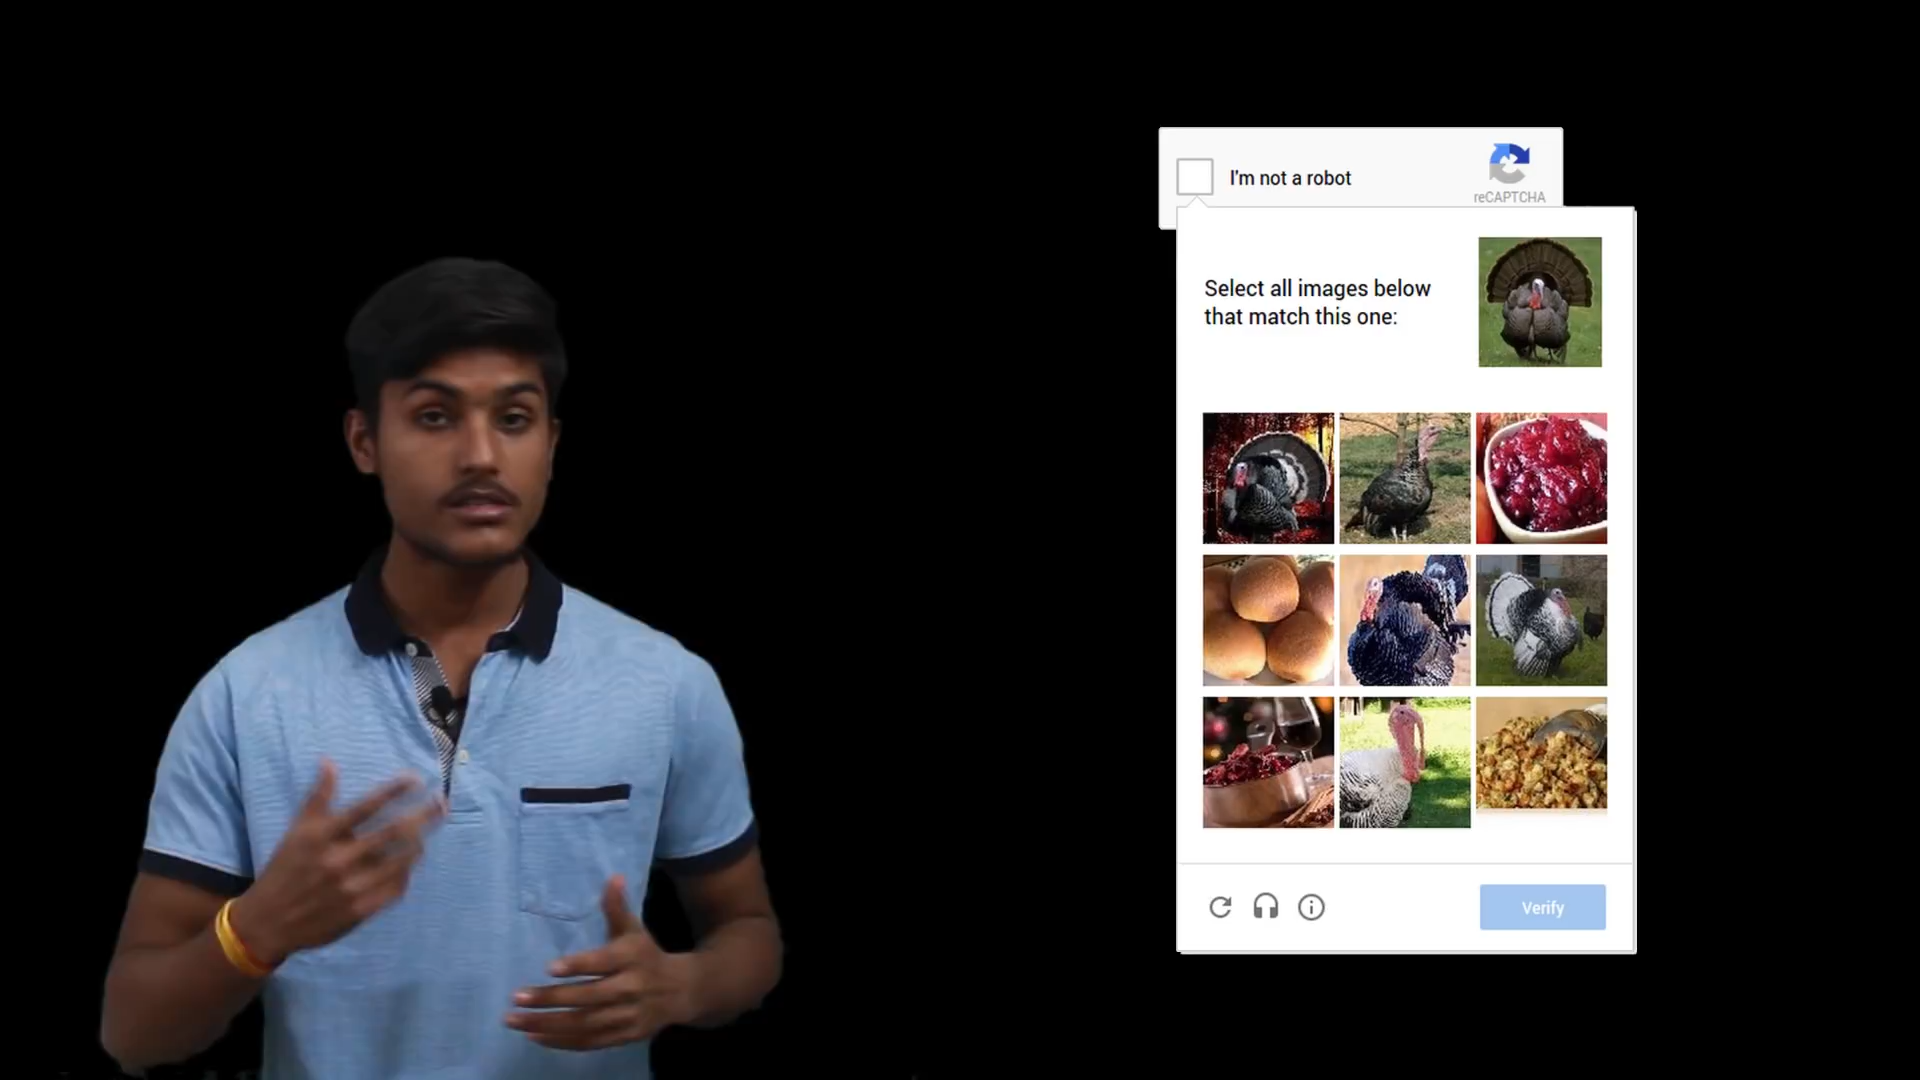 I'm not a robot
reCAPTCHA
Select all images below
that match this one:
Verify